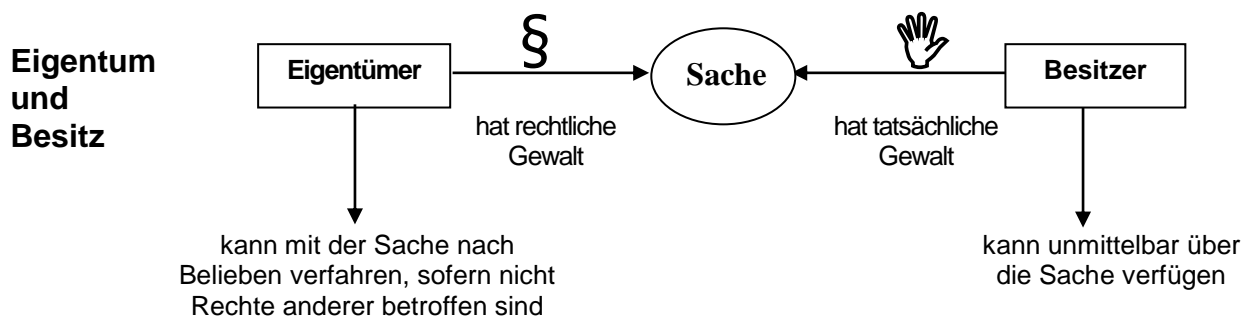 Eigentum
und
Besitz
Eigentümer
§
Sache
Besitzer
hat rechtliche
Gewalt
hat tatsächliche
Gewalt
kann mit der Sache nach
Belieben verfahren, sofern nicht
Rechte anderer betroffen sind
kann unmittelbar über
die Sache verfügen